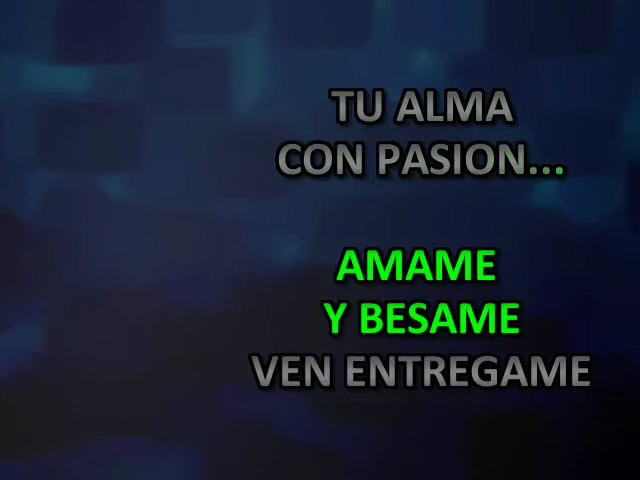 TU ALMA
CON PASION...
AMAME
Y BESAME
VEN ENTREGAME